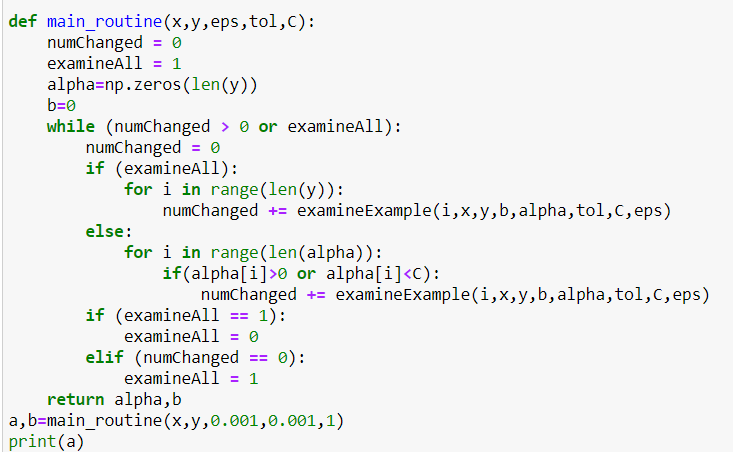 def main_routine(x,y,eps,tol,C):
    numChanged = 0
    examineAll = 1
    alpha=np.zeros(len(y))
    b=0
    while (numChanged > 0 or examineAll):
        numChanged = 0
        if (examineAll):
            for i in range(len(y)):
                numChanged += examineExample(i,x,y,b,alpha,tol,C,eps)
        else:
            for i in range(len(alpha)):
                if(alpha[i]>0 or alpha[i]<C):
                    numChanged += examineExample(i,x,y,b,alpha,tol,C,eps)
        if (examineAll == 1):
            examineAll = 0
        elif (numChanged == 0):
            examineAll = 1
    return alpha,b
a,b=main_routine(x,y,0.001,0.001,1)
print(a)